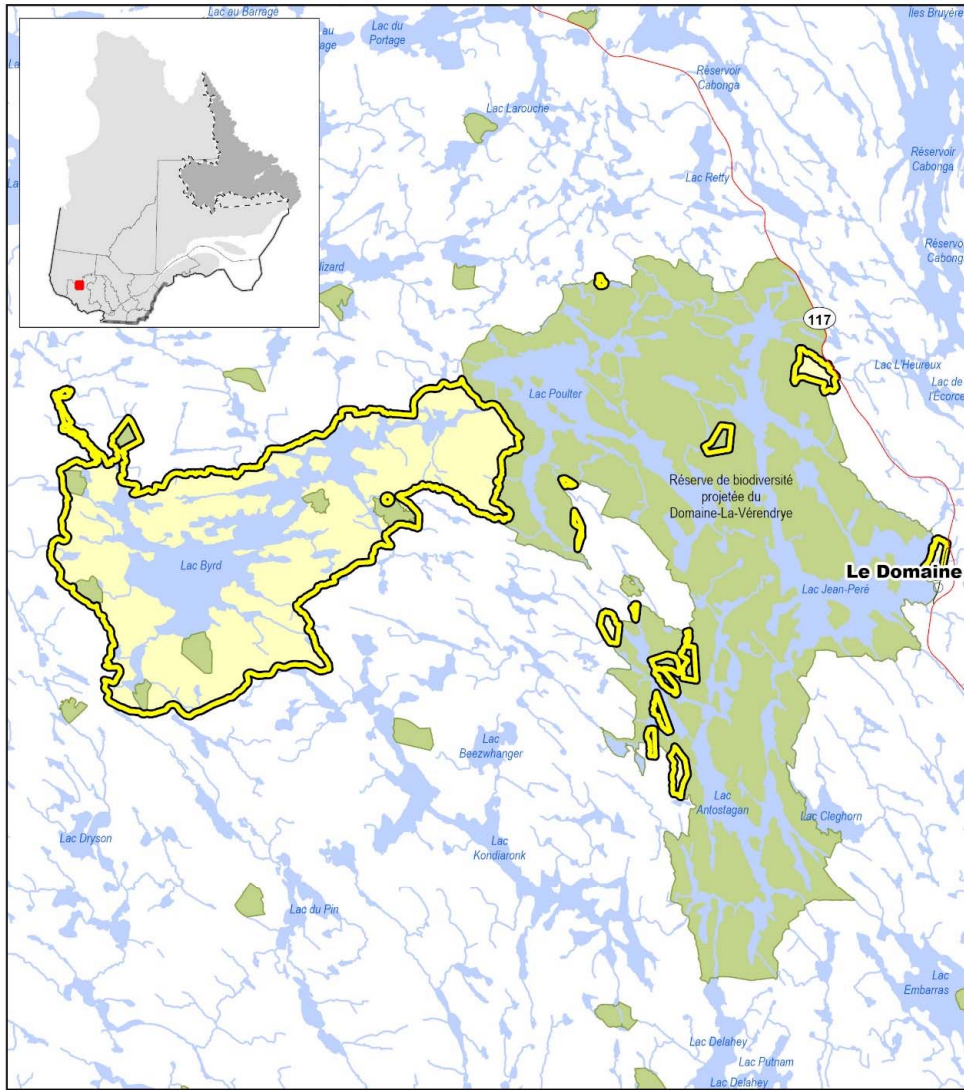 Lac au Barrage
Lac du
Portage
Îles Bruyère
au
Réservoir
Cabonga
Lac Larouche
Réservoir
Cabonga
Lac Retty
Réservo
Cabong
117
Lac L'Heureux
Lac de
l'Écorce
Lac Poulter
Réserve de biodiversité
projetée du
Domaine-La-Vérendrye
Lac Byrd
Le Domaine
Lac Jean-Peré
Lac
Beezwhanger
Lac
Antostagan
Lac Cleghorn
Lac Dryson
Lac
Kondiaronk
Lac du Pin
Lac
Embarras
Lac Delahey
Lac Putnam
Lac Delahey